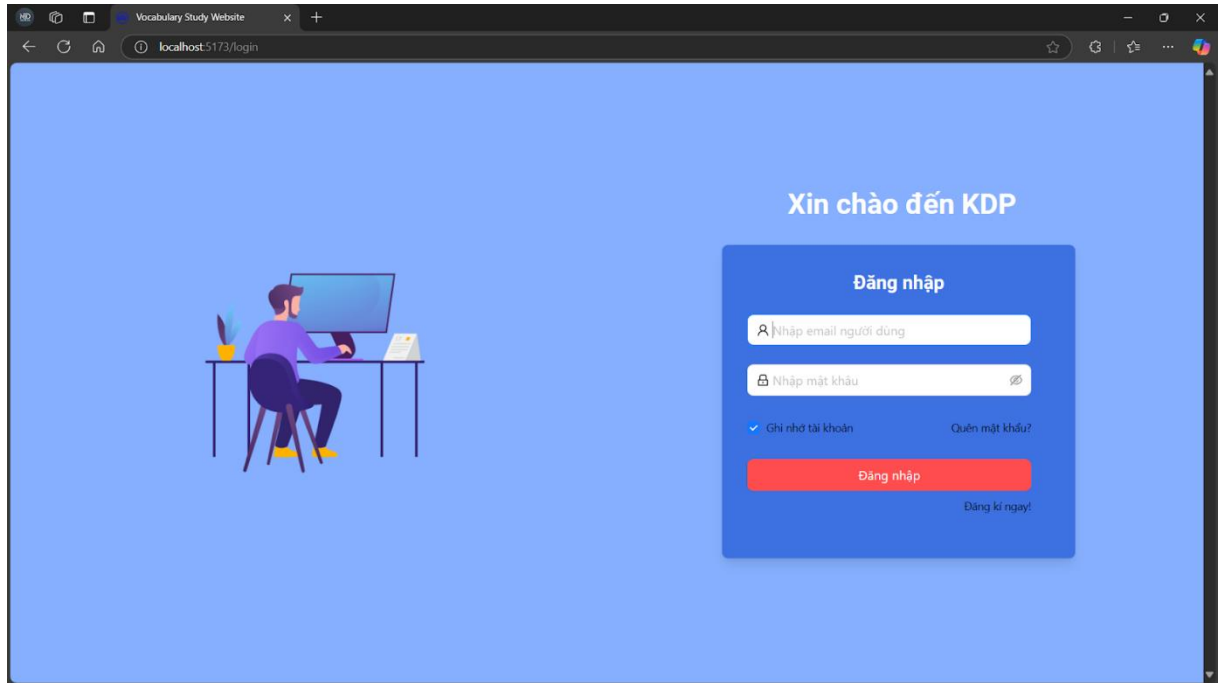 Vocabulary Study Website
localhost:5173/login
Xin chào đến KDP
Đăng nhập
Nhập email người dùng
Nhập mật khẩu
Ghi nhớ tài khoản
Quên mật khẩu?
Đăng nhập
Đăng kí ngay!